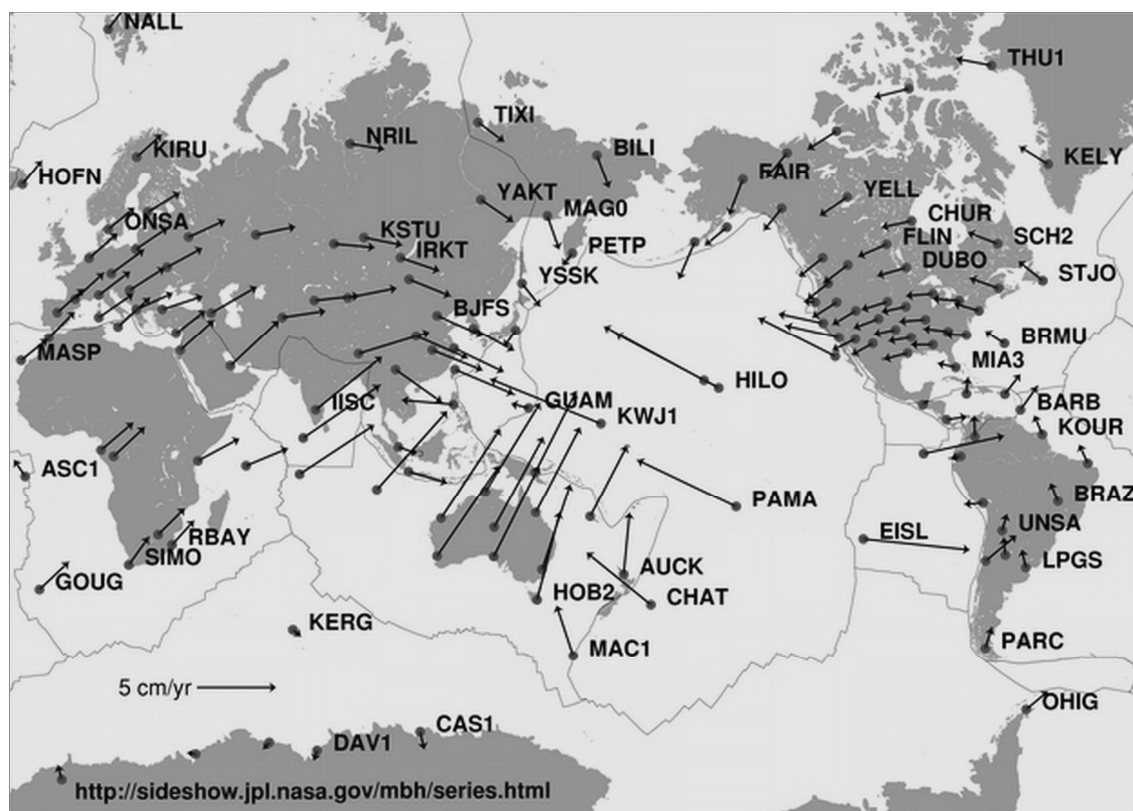 NALL
THU1
TIXI
NRIL
BILI
KIRU
FAIR
KELY
HOFN
YAKT
YELL
MAG0
ONSA
CHUR
KSTU
PETP
FLIN
SCH2
IRKT
DUBO
YSSK
STJO
BJFS
MASP
BRMU
MIA3
HILO
IISC
GUAM
BARB
KWJ1
KOUR
ASC1
PAMA
BRAZ
RBAY
EISL
UNSA
SIMO
AUCK
LPGS
GOUG
HOB2
CHAT
KERG
MAC1
PARC
5 cm/yr
OHIG
CAS1
DAV1
http://sideshow.jpl.nasa.gov/mbh/series.html